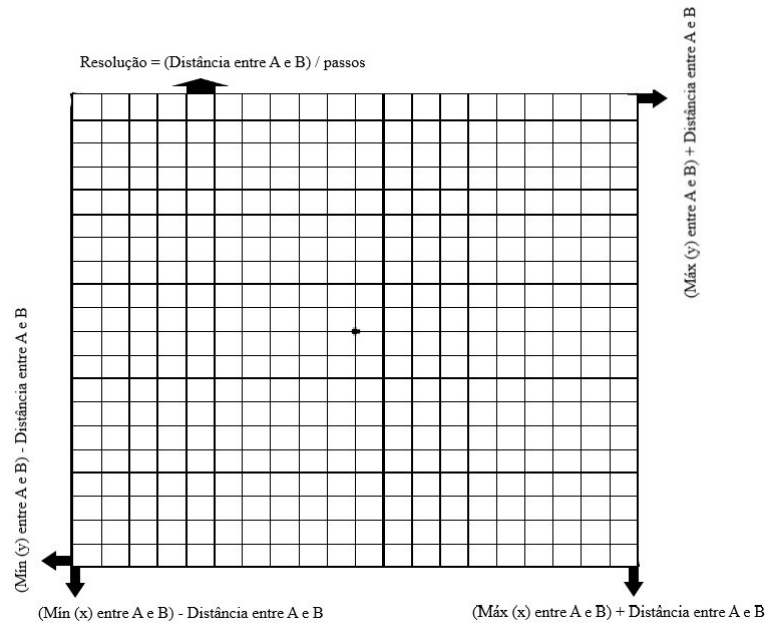 Resolução = (Distância entre A e B) / passos
(Máx (y) entre A e B) + Distância entre A e B
(Mín (y) entre A e B) - Distância entre A e B
(Mín (x) entre A e B) - Distância entre A e B
(Máx (x) entre A e B) + Distância entre A e B